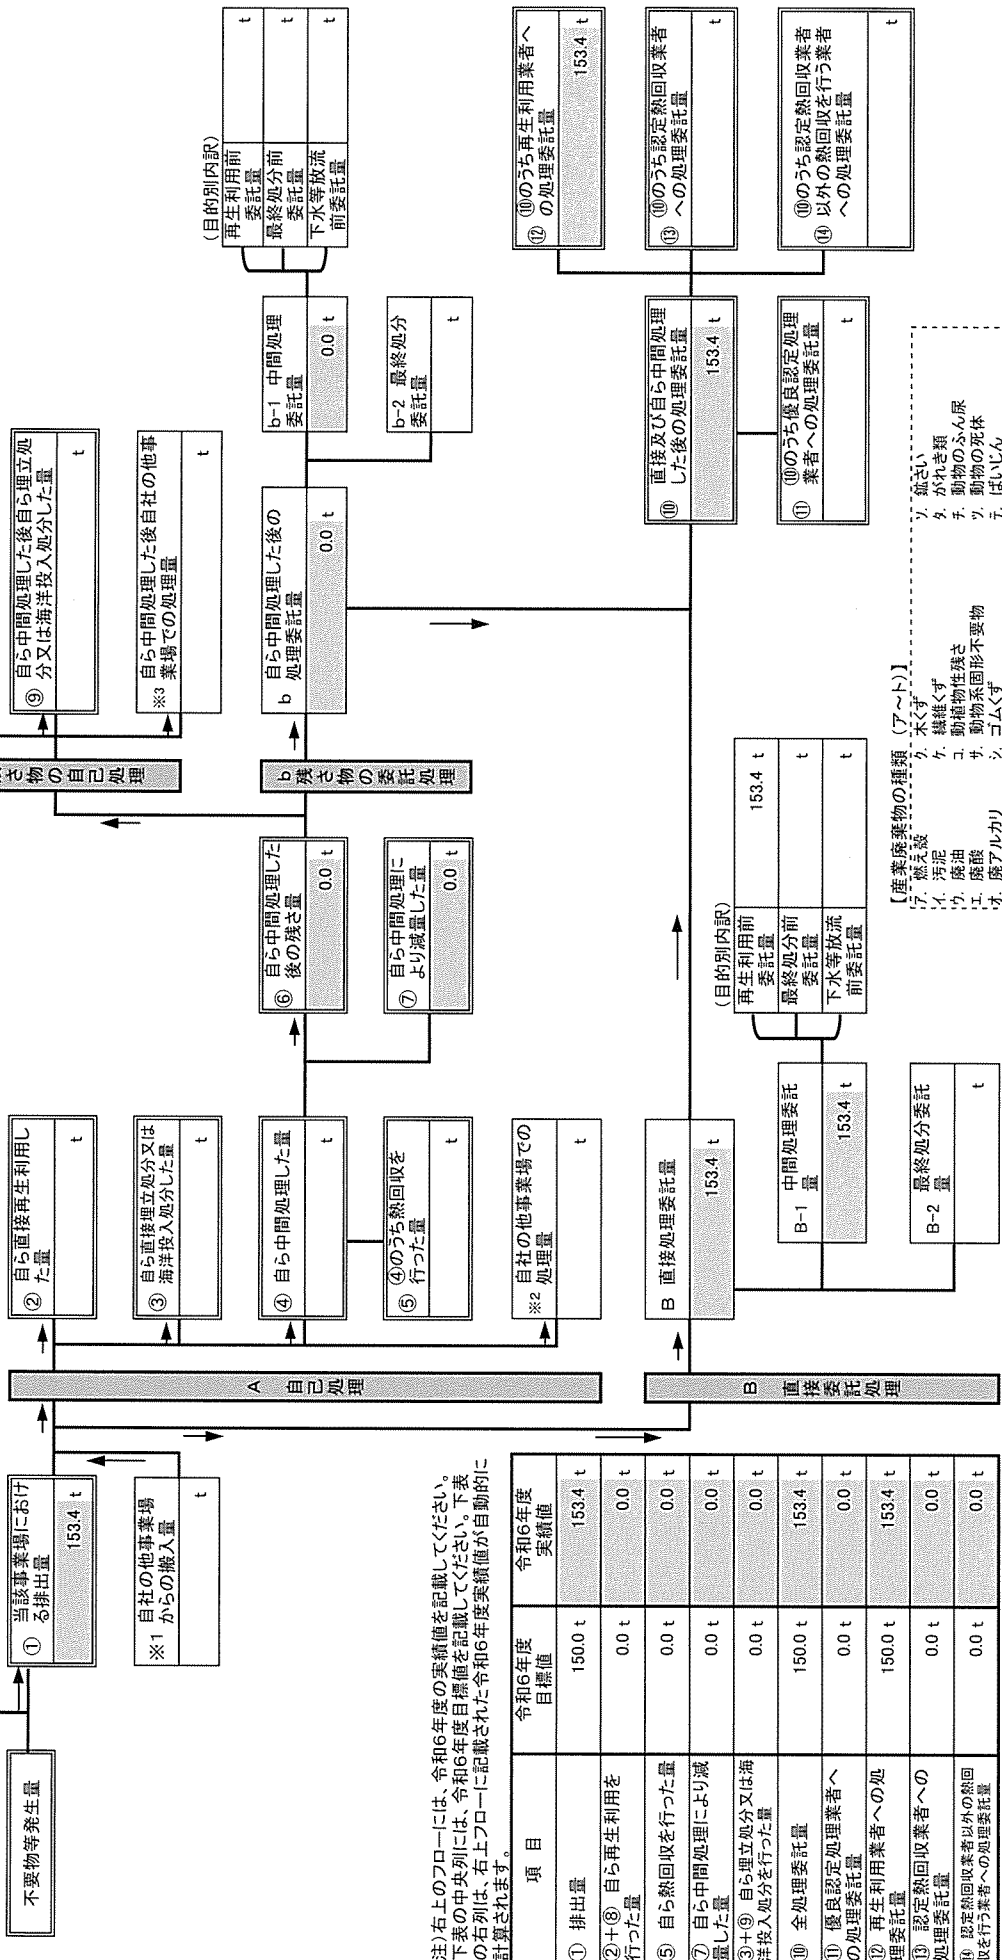 不要物等発生量
① 当該事業場におけ
る排出量
153.4 t
※1 自社の他事業場
からの搬入量
t
A 自己処理
② 自ら直接再生利用し
た量
t
③ 自ら直接埋立処分又は
海洋投入処分した量
t
④ 自ら中間処理した量
t
⑤ ④のうち熱回収を
行った量
t
※2 自社の他事業場での
処理量
t
⑥ 自ら中間処理した
後の残さ量
0.0 t
⑦ 自ら中間処理に
より減量した量
0.0 t
さ物の自己処理
⑨ 自ら中間処理した後自ら埋立処
分又は海洋投入処分した量
t
※3 自ら中間処理した後自社の他事
業場での処理量
t
b 残さ物の委託処理
b 自ら中間処理した後の
処理委託量
0.0 t
b-1 中間処理
委託量
0.0 t
b-2 最終処分
委託量
t
(目的別内訳)
再生利用前
委託量 t
最終処分前
委託量 t
下水等放流
前委託量 t
B 直接委託処理
B 直接処理委託量
153.4 t
B-1 中間処理委託
量
153.4 t
B-2 最終処分委託
量
t
(目的別内訳)
再生利用前
委託量 153.4 t
最終処分前
委託量 t
下水等放流
前委託量 t
⑩ 直接及び自ら中間処理
した後の処理委託量
153.4 t
⑪ ⑩のうち優良認定処理
業者への処理委託量
t
⑫ ⑩のうち再生利用業者へ
の処理委託量
153.4 t
⑬ ⑩のうち認定熱回収業者
への処理委託量
t
⑭ ⑩のうち認定熱回収業者
以外の熱回収を行う業者
への処理委託量
t
注)右上のフローには、令和6年度の実績値を記載してください。
下表の中央列には、令和6年度目標値を記載してください。下表
の右列は、右上フローに記載された令和6年度実績値が自動的に
計算されます。
項 目 令和6年度 目標値 令和6年度 実績値
① 排出量 150.0 t 153.4 t
②+⑧ 自ら再生利用を
行った量 0.0 t 0.0 t
⑤ 自ら熱回収を行った量 0.0 t 0.0 t
⑦ 自ら中間処理により減
量した量 0.0 t 0.0 t
③+⑨ 自ら埋立処分又は海
洋投入処分を行った量 0.0 t 0.0 t
⑩ 全処理委託量 150.0 t 153.4 t
⑪ 優良認定処理業者へ
の処理委託量 0.0 t 0.0 t
⑫ 再生利用業者への処
理委託量 150.0 t 153.4 t
⑬ 認定熱回収業者への
処理委託量 0.0 t 0.0 t
⑭ 認定熱回収業者以外の熱回
収を行う業者への処理委託量 0.0 t 0.0 t
【産業廃棄物の種類 (ア～ト)】
ア. 燃え殻 ク. 木くず ソ. 鉱さい
イ. 汚泥 ケ. 繊維くず タ. がれき類
ウ. 廃油 コ. 動植物性残さ チ. 動物のふん尿
エ. 廃酸 サ. 動物系固形不要物 ツ. 動物の死体
オ. 廃アルカリ シ. ゴムくず テ. ばいじん